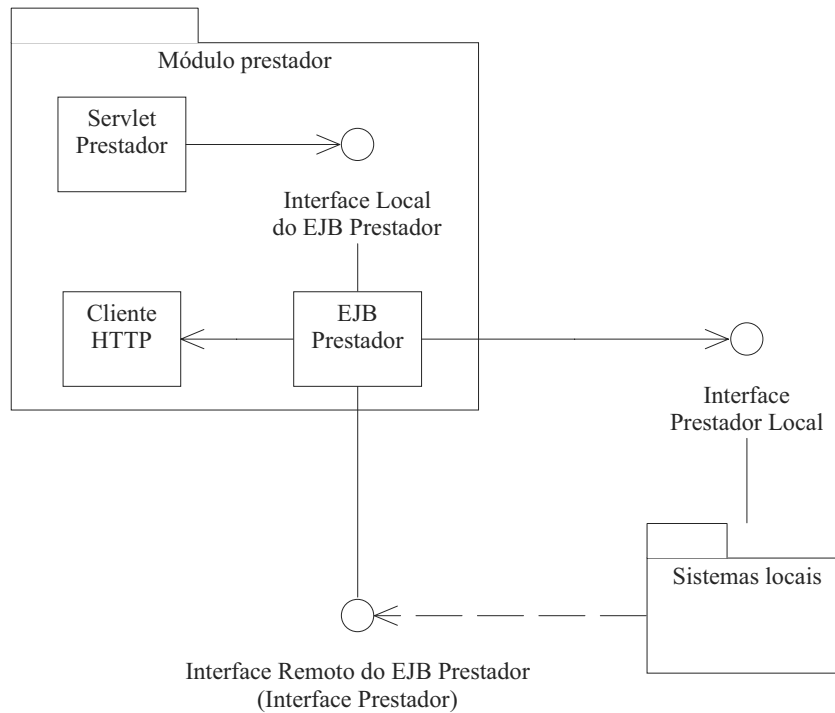 Módulo prestador
Servlet
Prestador
Interface Local
do EJB Prestador
Cliente
HTTP
EJB
Prestador
Interface
Prestador Local
Sistemas locais
Interface Remoto do EJB Prestador
(Interface Prestador)